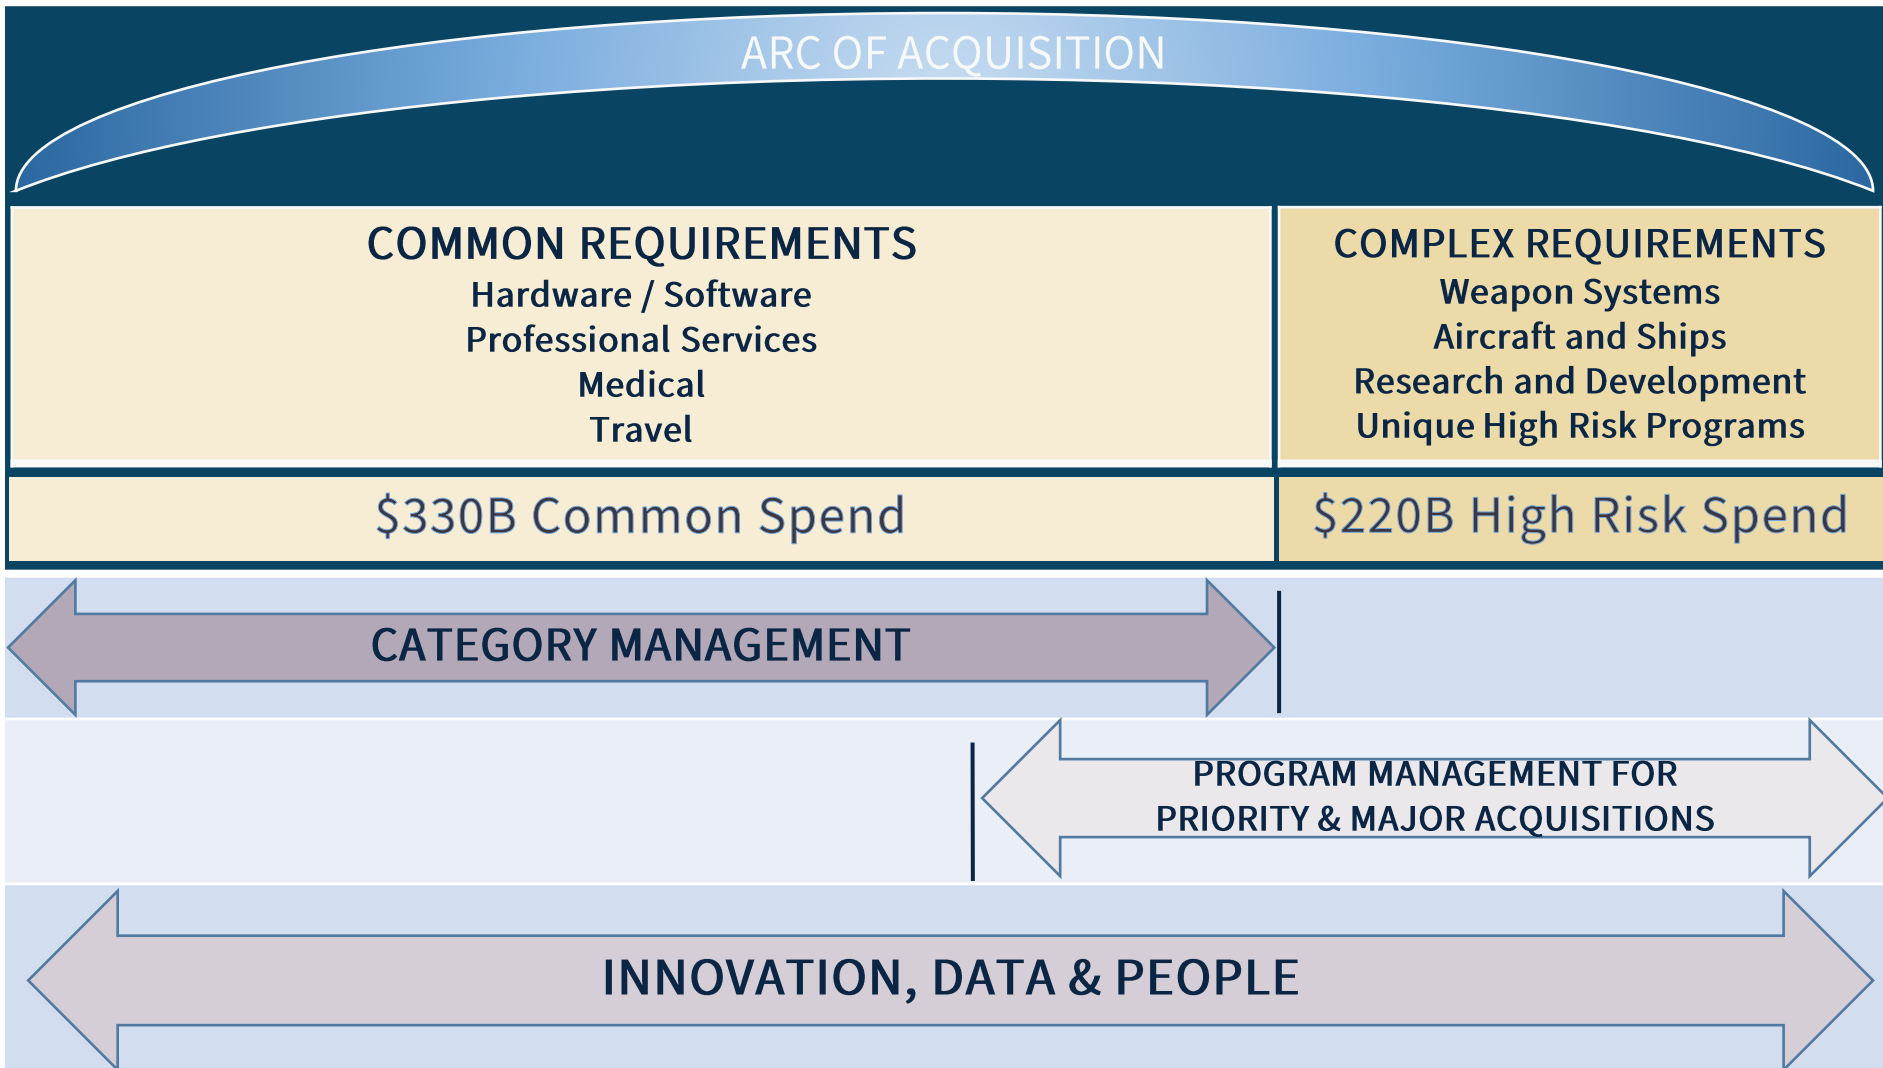 ARC OF ACQUISITION
COMMON REQUIREMENTS
Hardware / Software
Professional Services
Medical
Travel
COMPLEX REQUIREMENTS
Weapon Systems
Aircraft and Ships
Research and Development
Unique High Risk Programs
$330B Common Spend
$220B High Risk Spend
CATEGORY MANAGEMENT
PROGRAM MANAGEMENT FOR
PRIORITY & MAJOR ACQUISITIONS
INNOVATION, DATA & PEOPLE